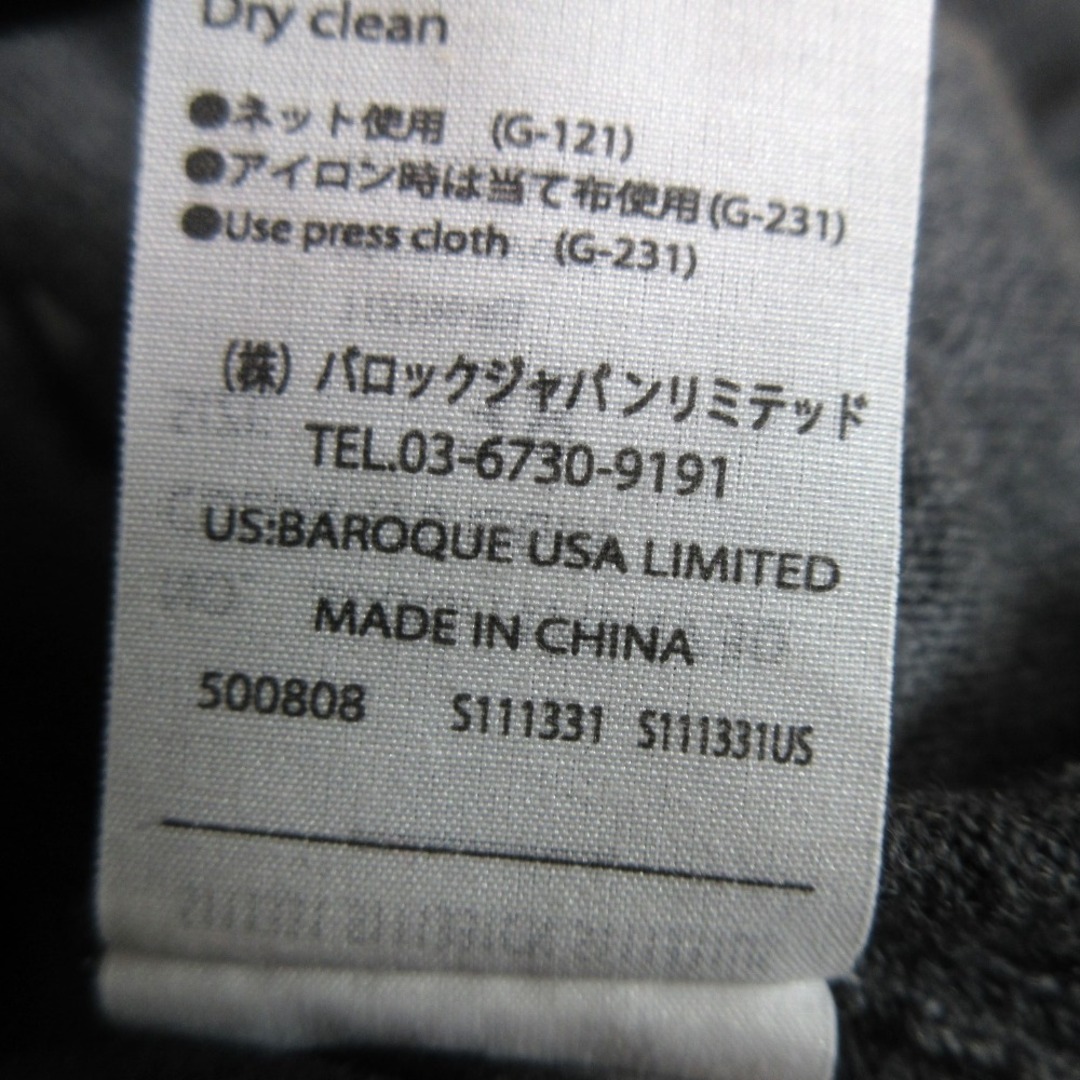 Dry clean
●ネット使用 (G-121)
●アイロン時は当て布使用(G-231)
●Use press cloth (G-231)
(株) バロックジャパンリミテッド
TEL.03-6730-9191
US:BAROQUE USA LIMITED
MADE IN CHINA
500808 S111331 S111331US